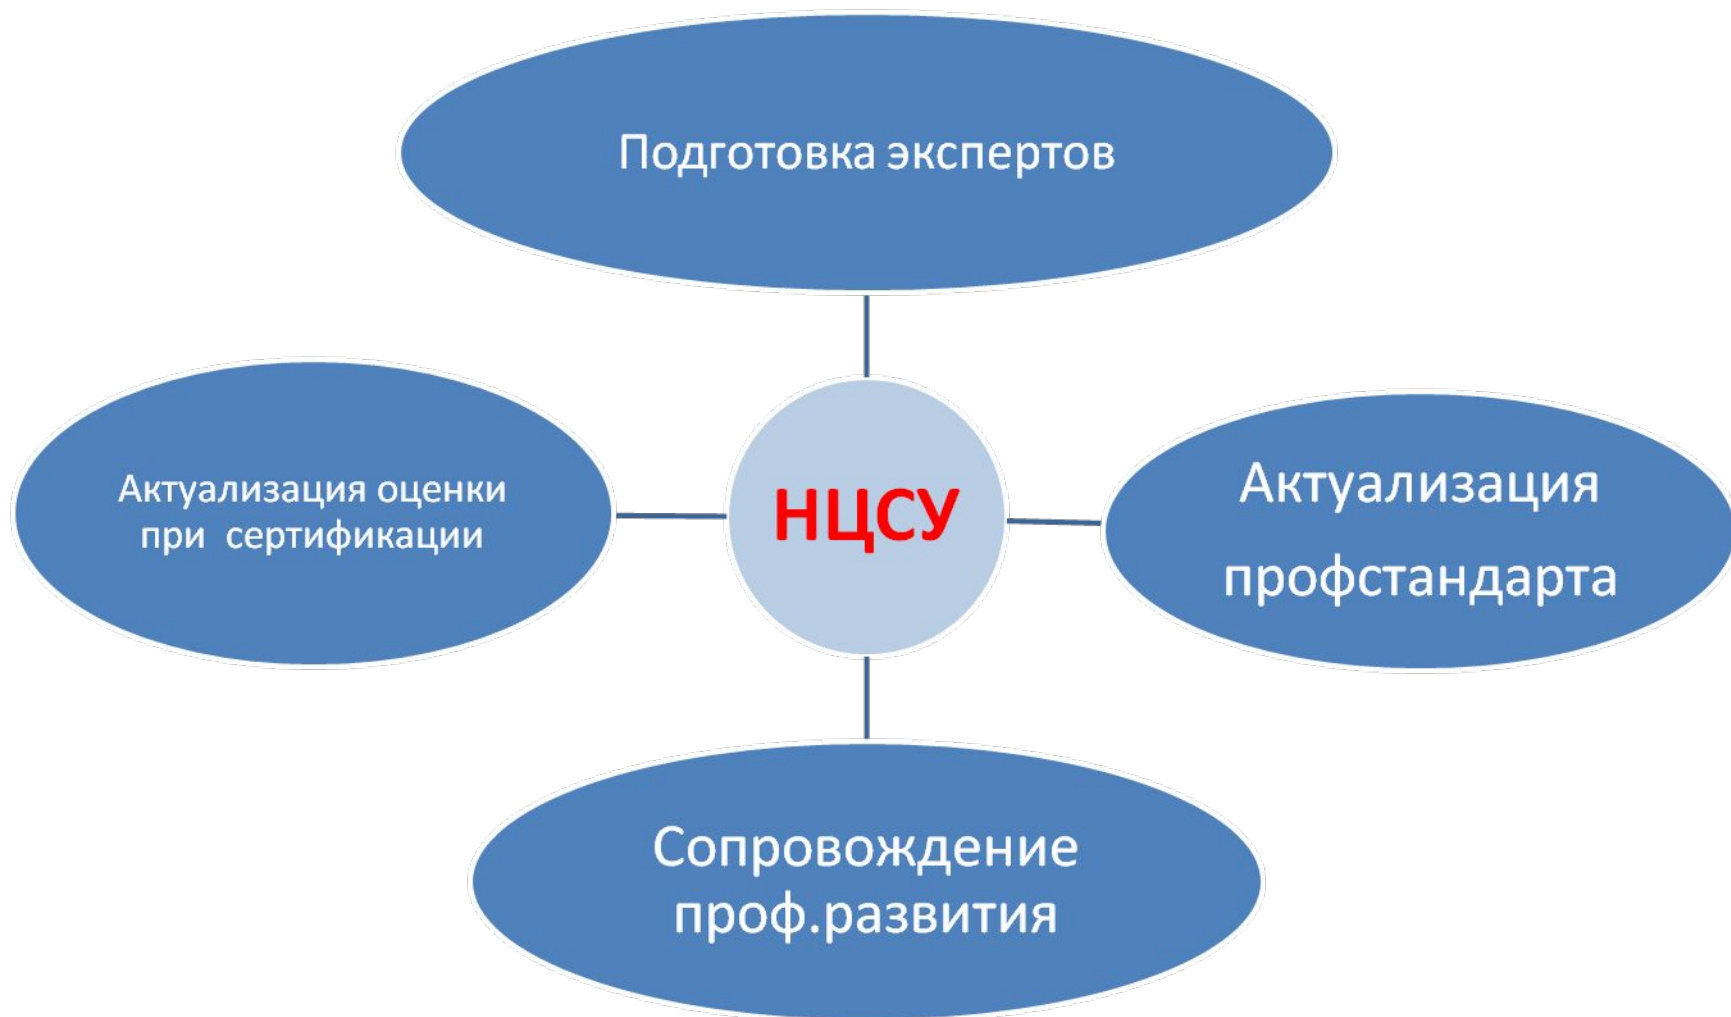 Подготовка экспертов
Актуализация оценки
при сертификации
НЦСУ
Актуализация
профстандарта
Сопровождение
проф.развития